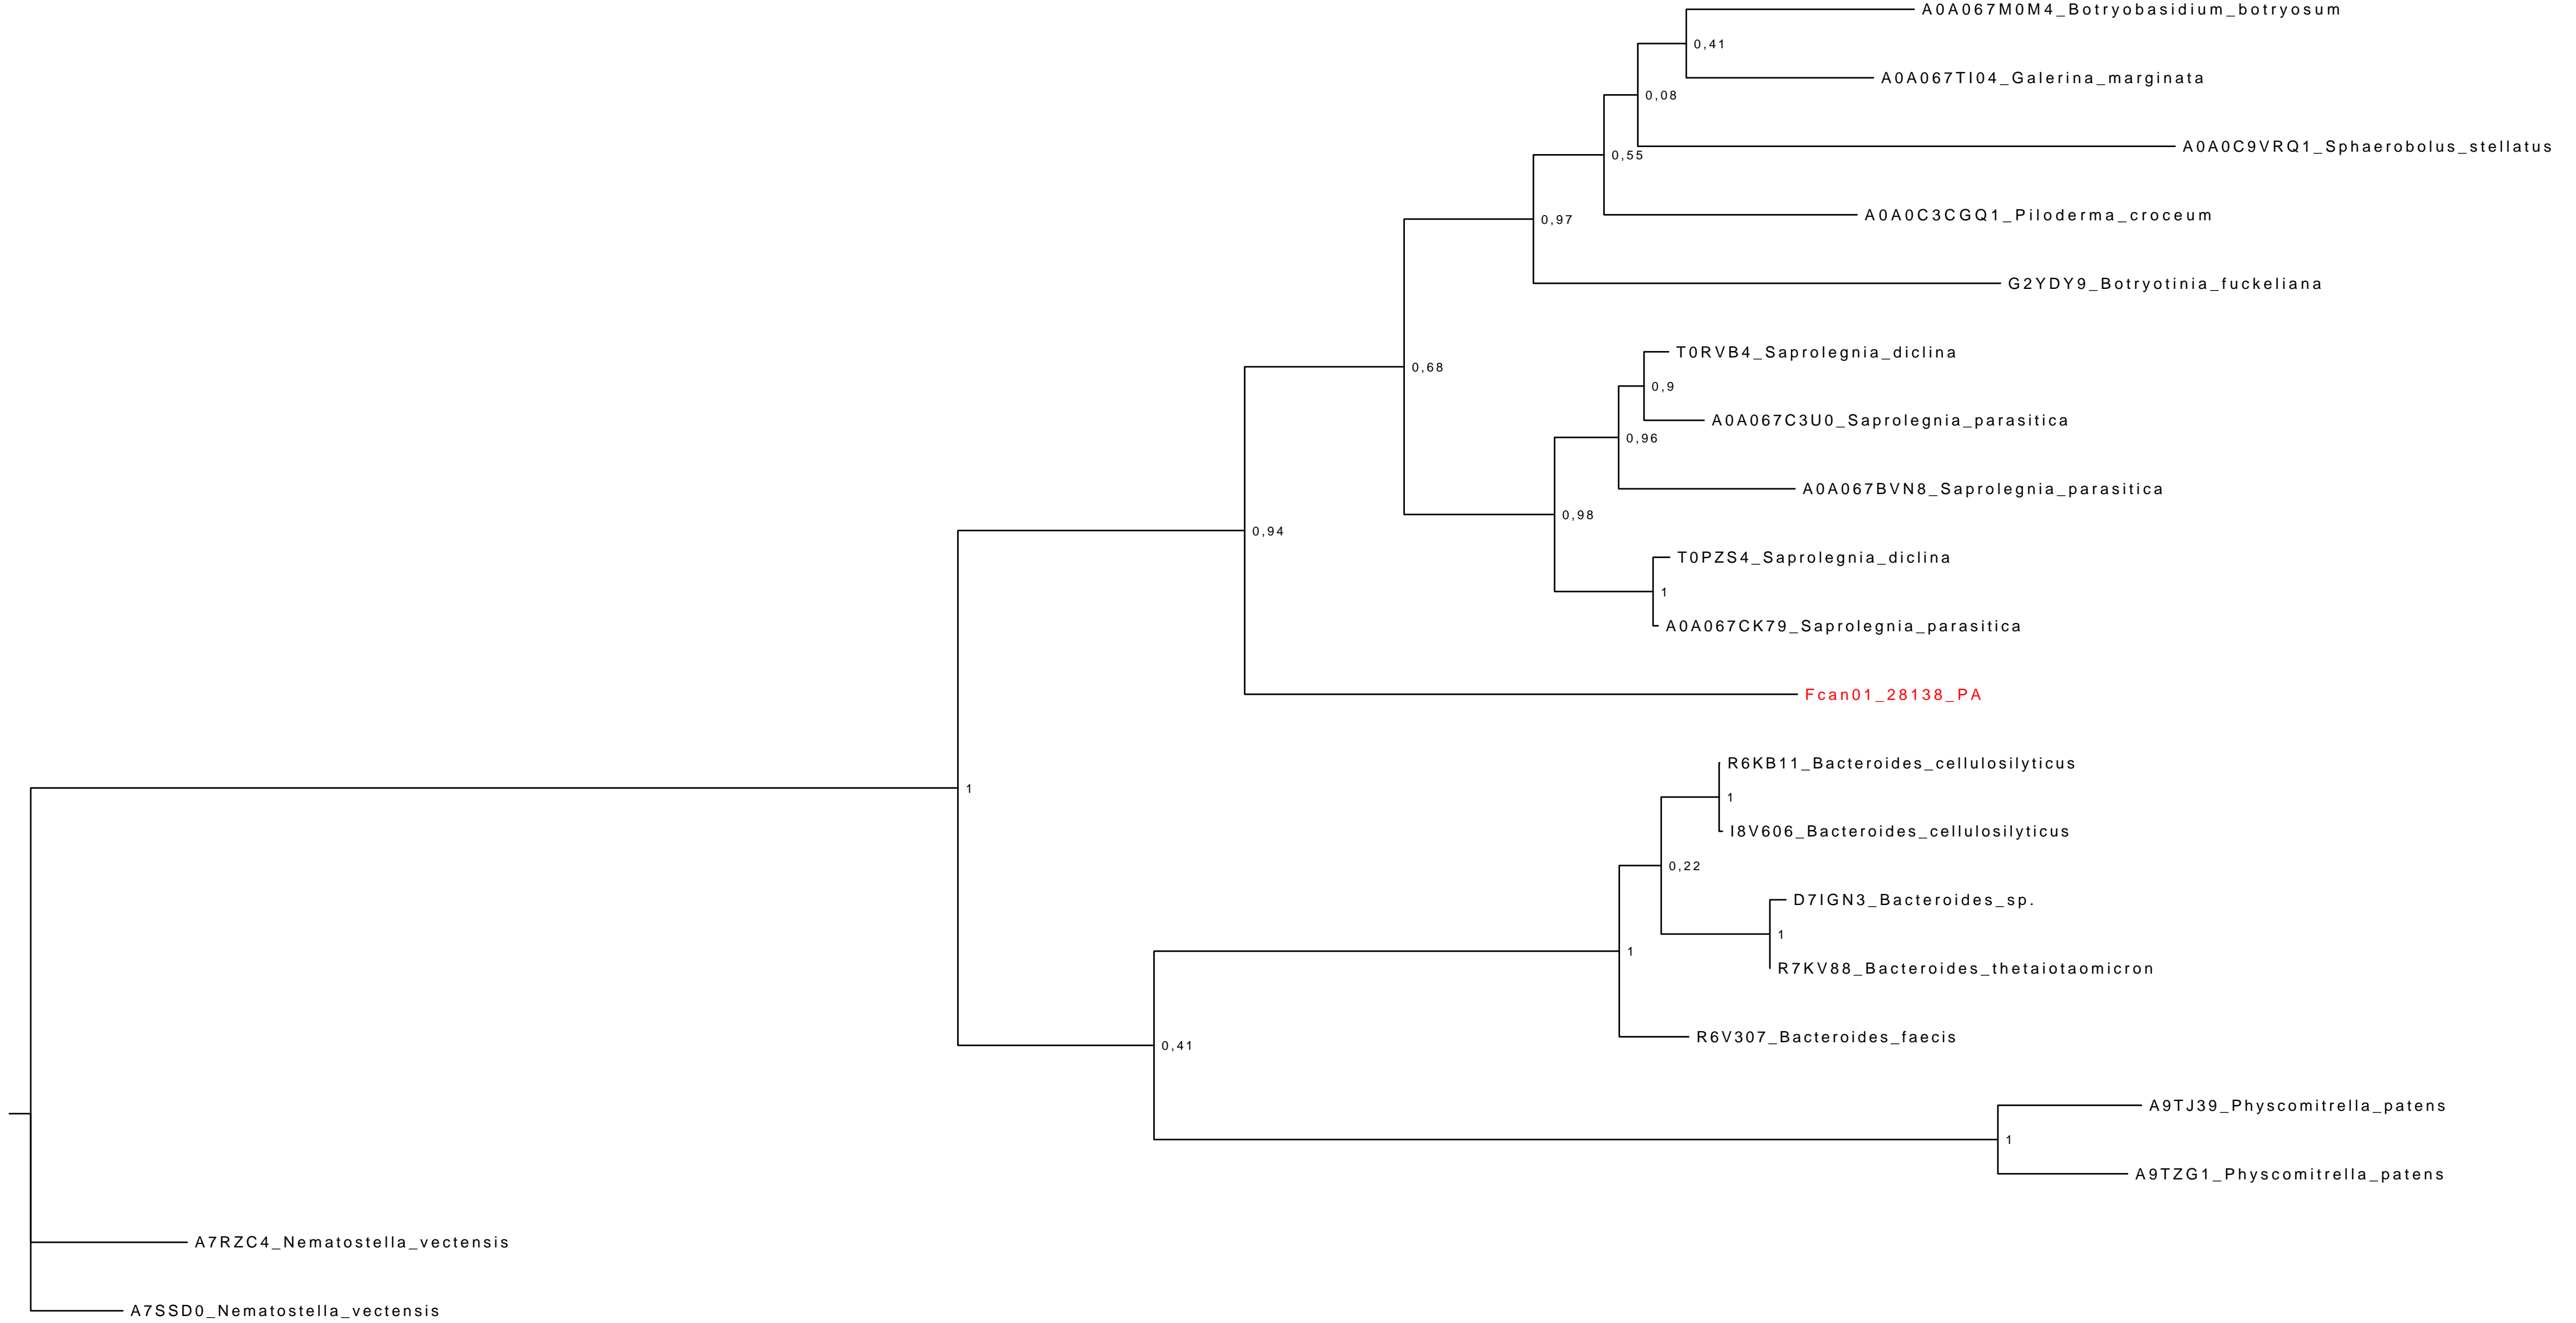 A0A067M0M4_Botryobasidium_botryosum
0,41
A0A067TI04_Galerina_marginata
0,08
A0A0C9VRQ1_Sphaerobolus_stellatus
0,55
A0A0C3CGQ1_Piloderma_croceum
0,97
G2YDY9_Botryotinia_fuckeliana
T0RVB4_Saprolegnia_diclina
0,68
0,9
A0A067C3U0_Saprolegnia_parasitica
0,96
A0A067BVN8_Saprolegnia_parasitica
0,98
0,94
T0PZS4_Saprolegnia_diclina
1
A0A067CK79_Saprolegnia_parasitica
Fcan01_28138_PA
R6KB11_Bacteroides_cellulosilyticus
1
1
I8V606_Bacteroides_cellulosilyticus
0,22
D7IGN3_Bacteroides_sp.
1
1
R7KV88_Bacteroides_thetaiotaomicron
R6V307_Bacteroides_faecis
0,41
A9TJ39_Physcomitrella_patens
1
A9TZG1_Physcomitrella_patens
A7RZC4_Nematostella_vectensis
A7SSD0_Nematostella_vectensis